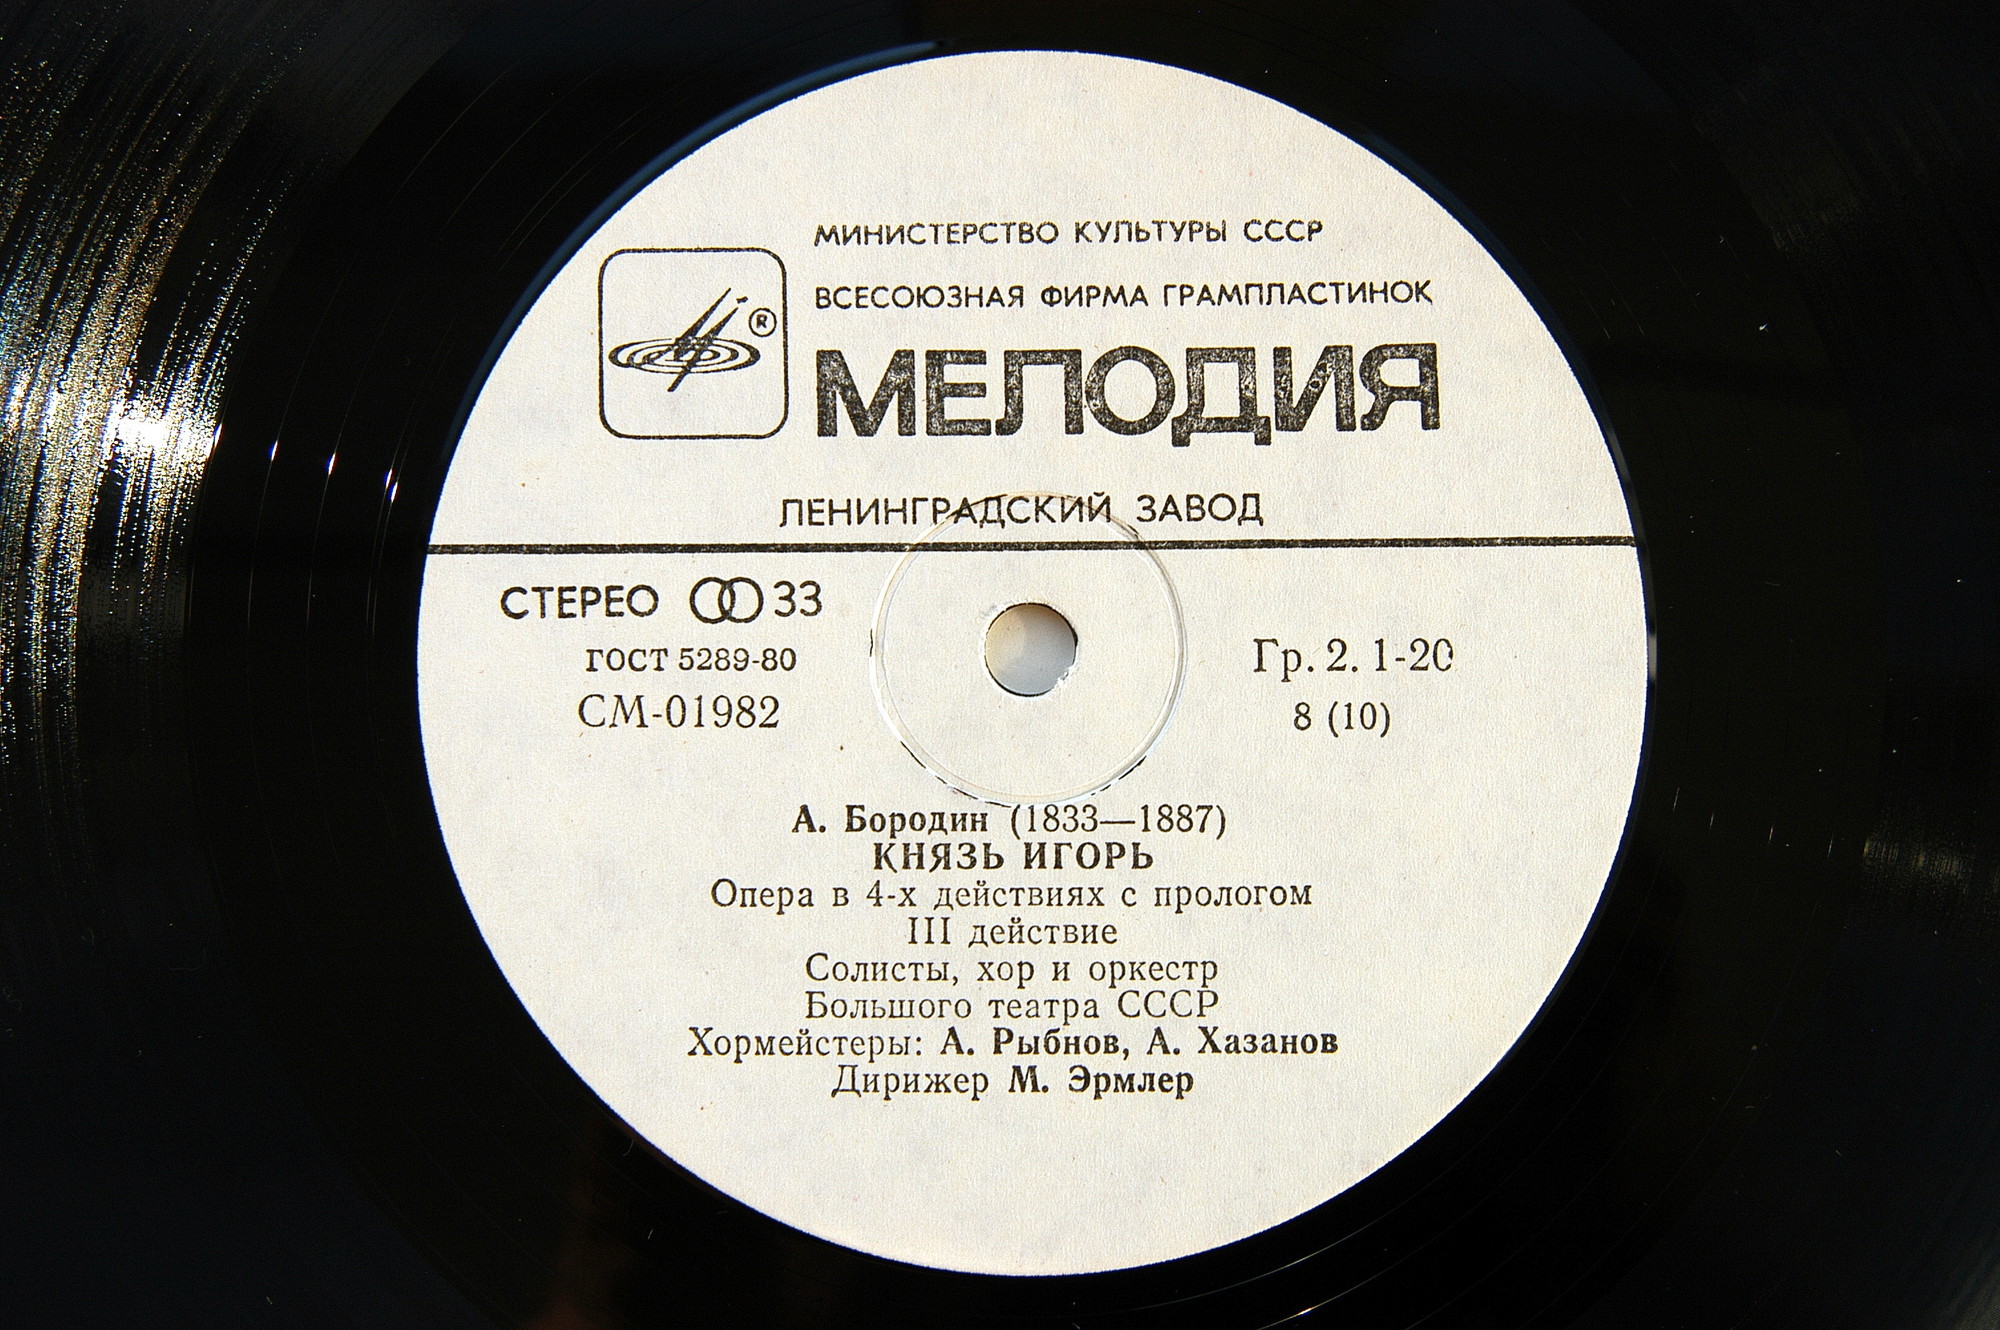 МИНИСТЕРСТВО КУЛЬТУРЫ СССР
ВСЕСОЮЗНАЯ ФИРМА ГРАМПЛАСТИНОК
®
МЕЛОДИЯ
ЛЕНИНГРАДСКИЙ ЗАВОД
СТЕРЕО 33
ГОСТ 5289-80
СМ-01982
Гр. 2. 1-20
8 (10)
А. Бородин (1833—1887)
КНЯЗЬ ИГОРЬ
Опера в 4-х действиях с прологом
III действие
Солисты, хор и оркестр
Большого театра СССР
Хормейстеры: А. Рыбнов, А. Хазанов
Дирижер М. Эрмлер